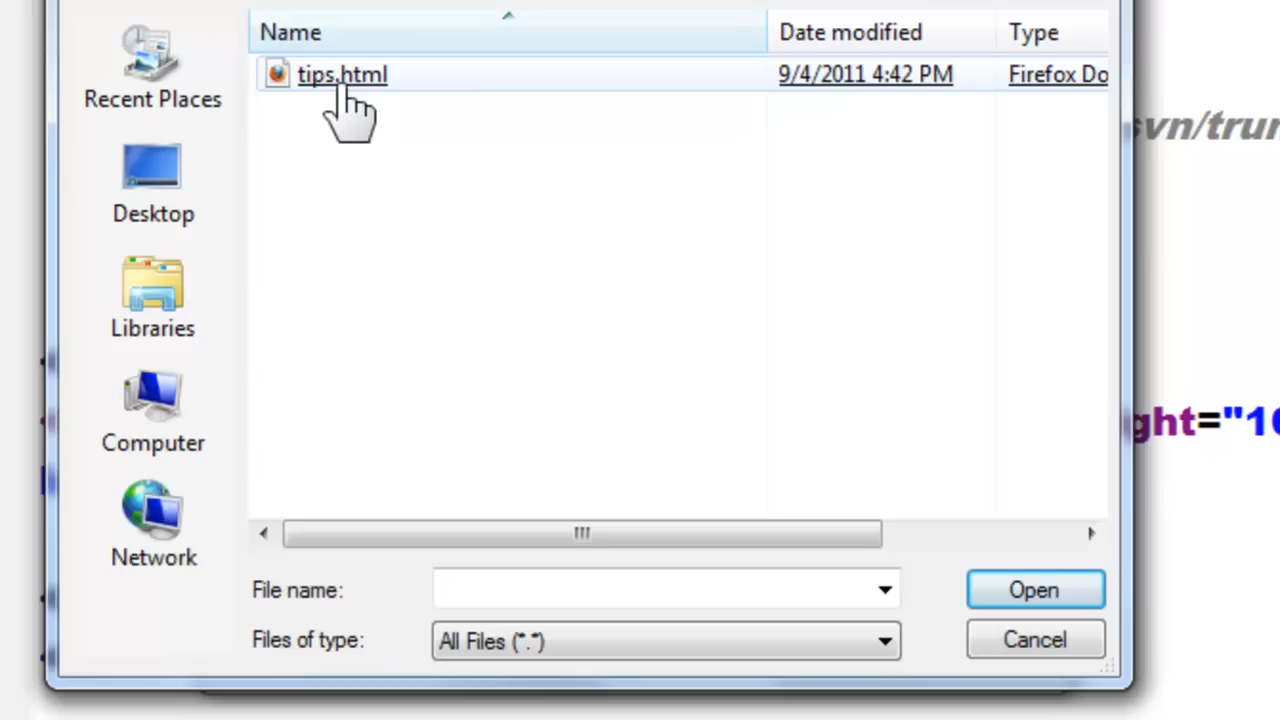 Name Date modified Type
tips.html 9/4/2011 4:42 PM Firefox Do
Recent Places
svn/trun
Desktop
Libraries
ght="16
Computer
Network
File name: Open
Files of type: All Files (*.*) Cancel